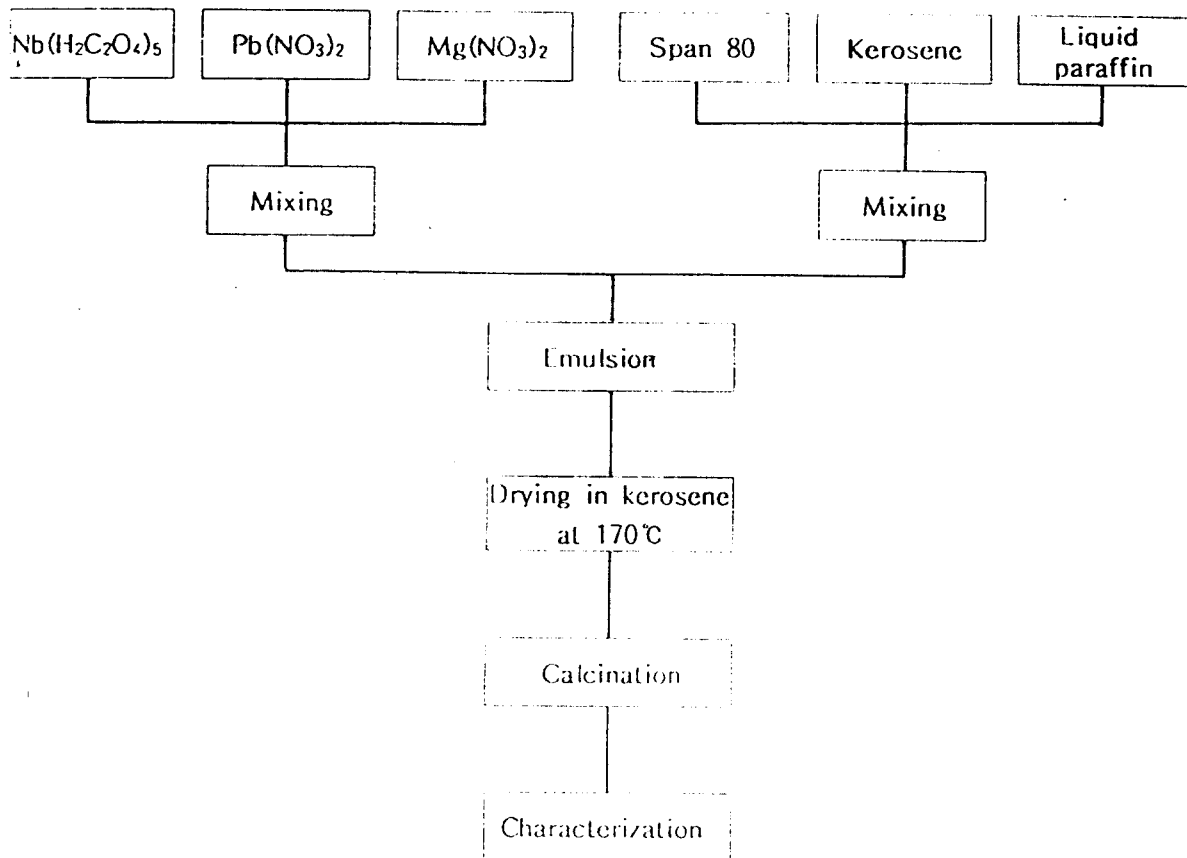 Nb(H₂C₂O₄)₅
Pb(NO₃)₂
Mg(NO₃)₂
Span 80
Kerosene
Liquid
paraffin
Mixing
Mixing
Emulsion
Drying in kerosene
at 170℃
Calcination
Characterization